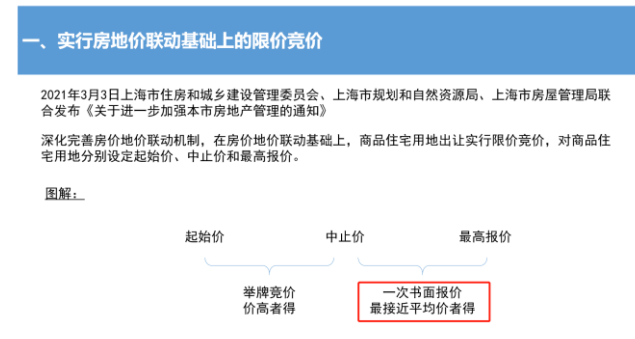 一、实行房地价联动基础上的限价竞价
2021年3月3日上海市住房和城乡建设管理委员会、上海市规划和自然资源局、上海市房屋管理局联
合发布《关于进一步加强本市房地产管理的通知》
深化完善房价地价联动机制，在房价地价联动基础上，商品住宅用地出让实行限价竞价，对商品住
宅用地分别设定起始价、中止价和最高报价。
图解：
起始价 中止价 最高报价
举牌竞价 一次书面报价
价高者得 最接近平均价者得